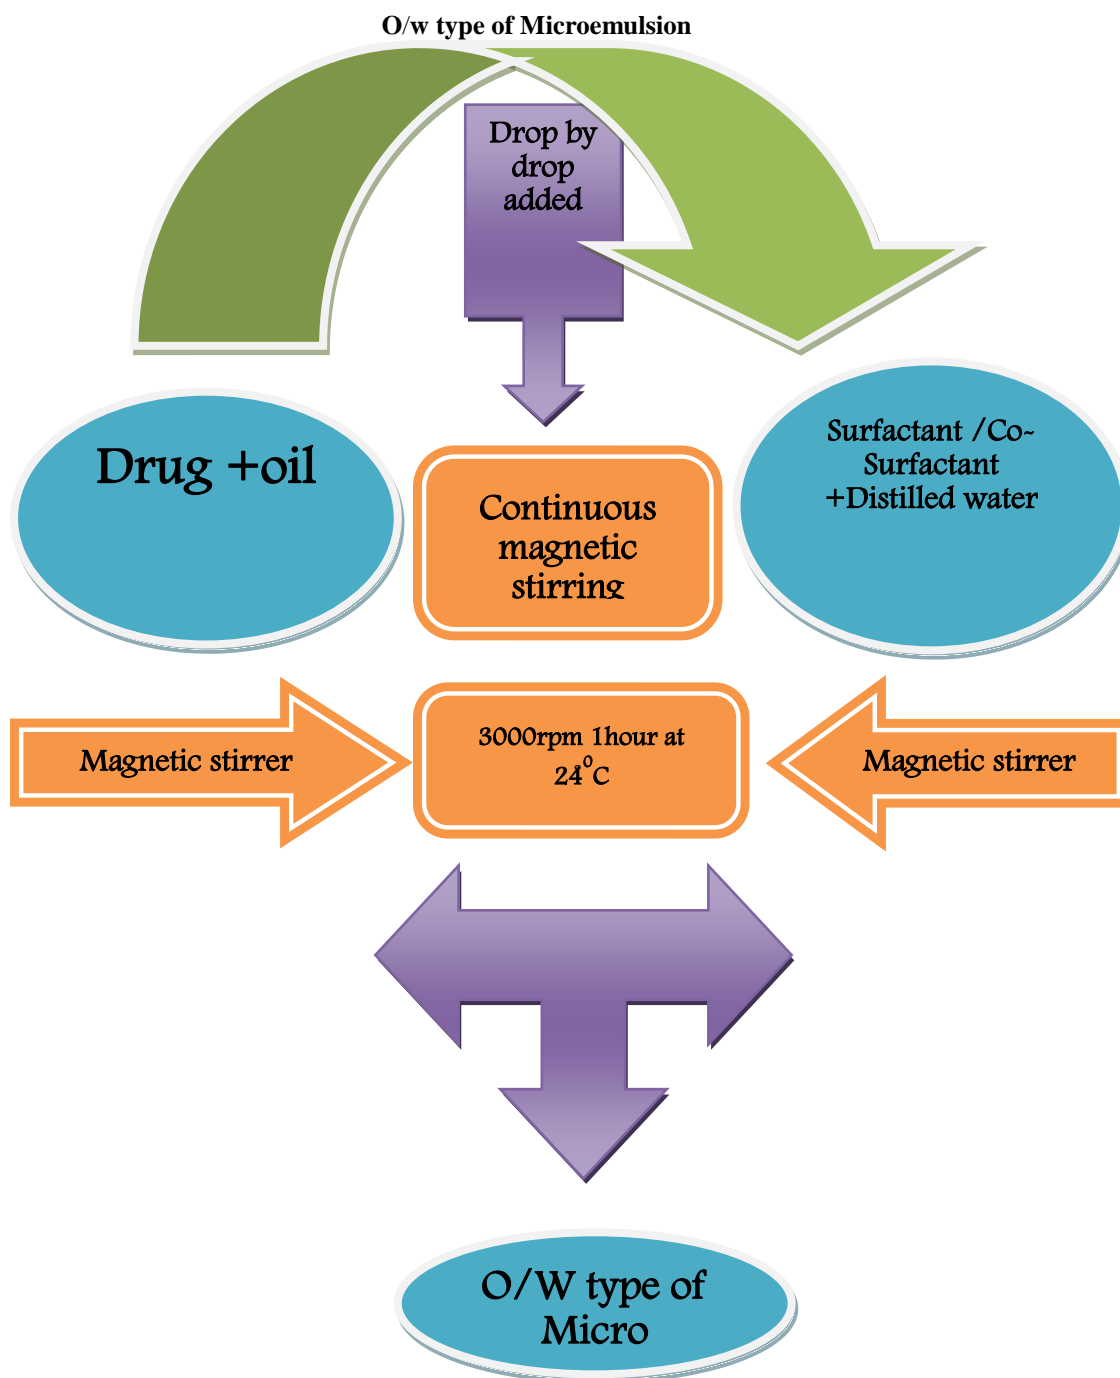 O/w type of Microemulsion
Drop by
drop
added
Drug +oil
Surfactant /Co-
Surfactant
+Distilled water
Continuous
magnetic
stirring
Magnetic stirrer
3000rpm 1hour at
24⁰C
Magnetic stirrer
O/W type of
Micro